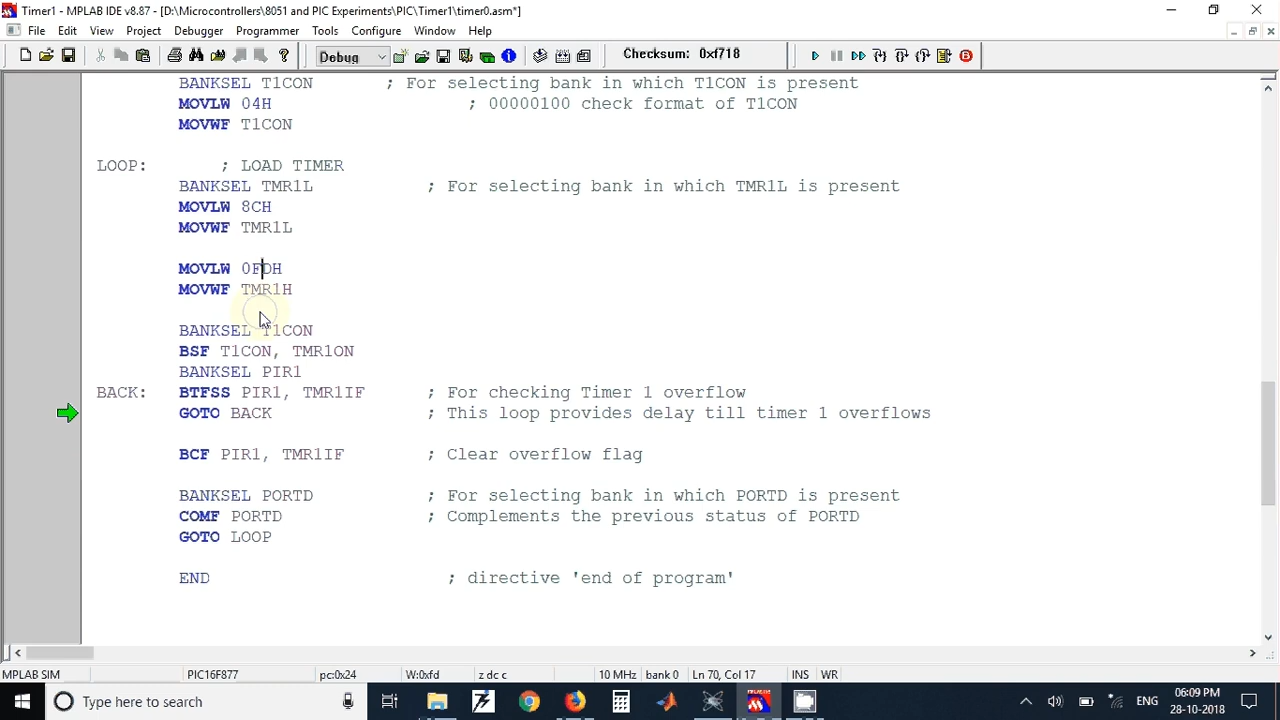 Timer1 - MPLAB IDE v8.87 - [D:\Microcontrollers\8051 and PIC Experiments\PIC\Timer1\timer0.asm*]
File Edit View Project Debugger Programmer Tools Configure Window Help
Debug Checksum: 0xf718
BANKSEL T1CON ; For selecting bank in which T1CON is present
MOVLW 04H ; 00000100 check format of T1CON
MOVWF T1CON
LOOP: ; LOAD TIMER
BANKSEL TMR1L ; For selecting bank in which TMR1L is present
MOVLW 8CH
MOVWF TMR1L
MOVLW 0FDH
MOVWF TMR1H
BANKSEL T1CON
BSF T1CON, TMR1ON
BANKSEL PIR1
BACK: BTFSS PIR1, TMR1IF ; For checking Timer 1 overflow
GOTO BACK ; This loop provides delay till timer 1 overflows
BCF PIR1, TMR1IF ; Clear overflow flag
BANKSEL PORTD ; For selecting bank in which PORTD is present
COMF PORTD ; Complements the previous status of PORTD
GOTO LOOP
END ; directive 'end of program'
MPLAB SIM PIC16F877 pc:0x24 W:0xfd z dc c 10 MHz bank 0 Ln 70, Col 17 INS WR
Type here to search ENG 06:09 PM
28-10-2018